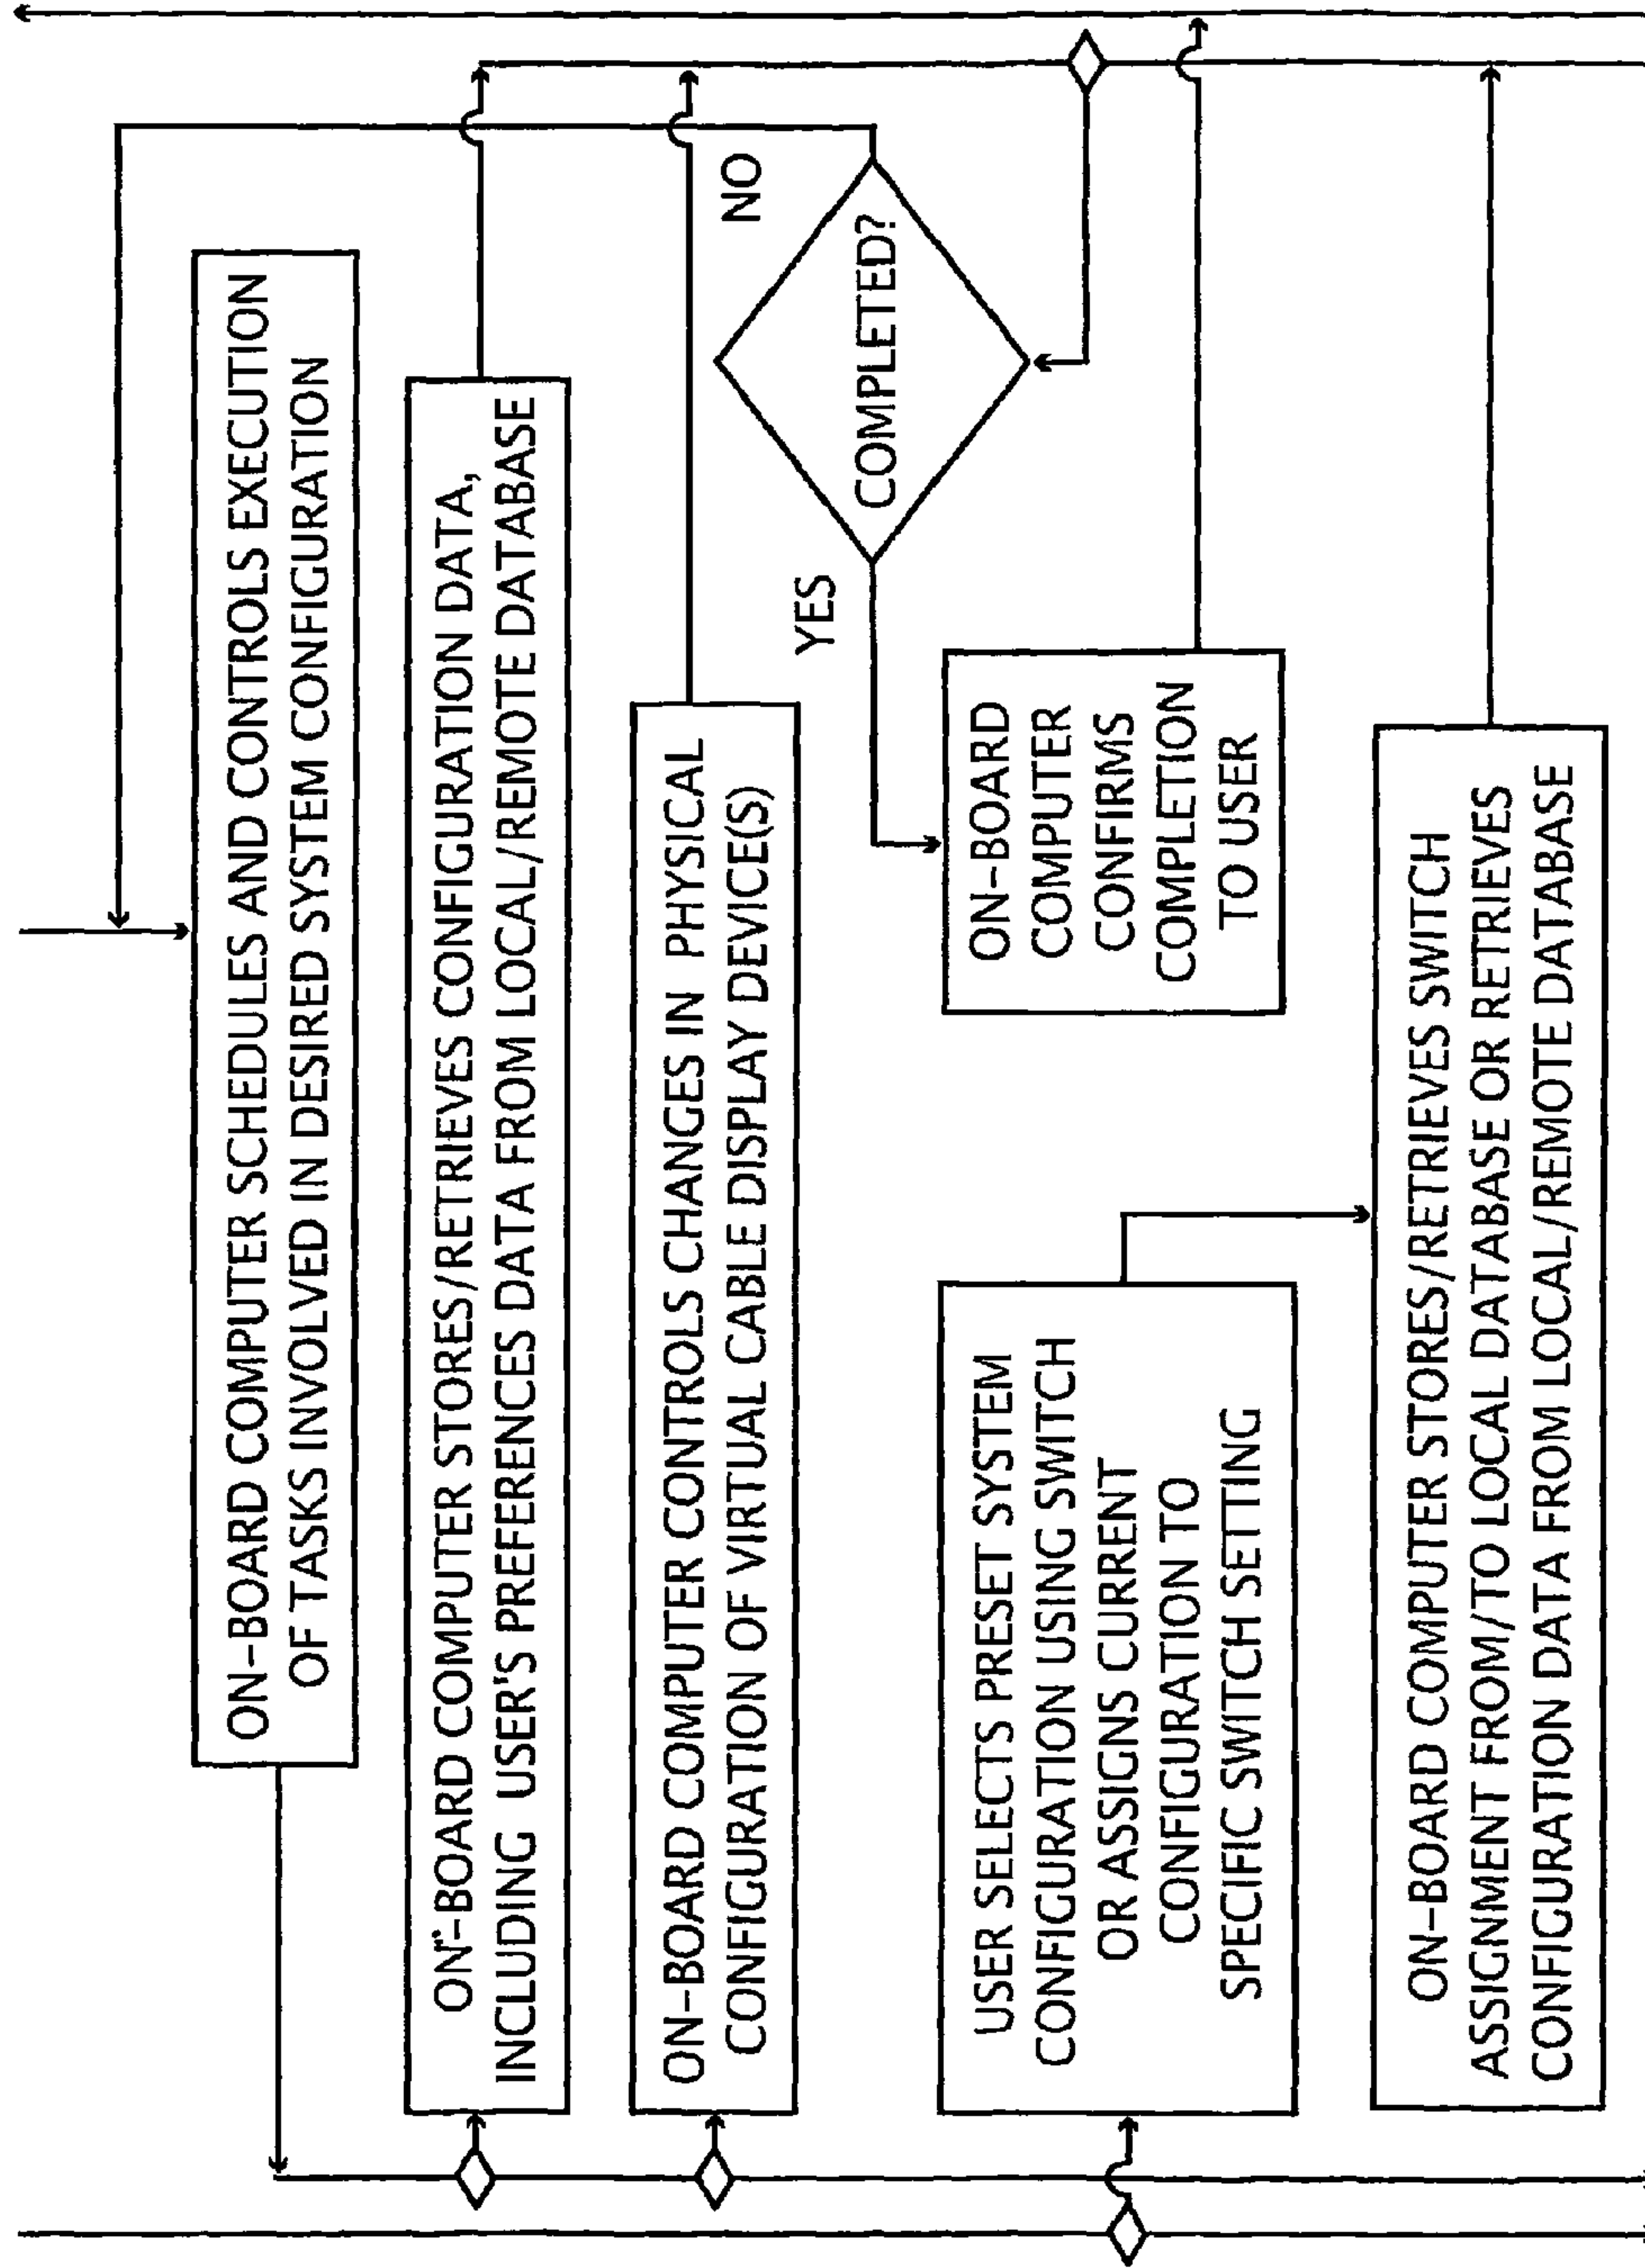 ON-BOARD COMPUTER SCHEDULES AND CONTROLS EXECUTION
OF TASKS INVOLVED IN DESIRED SYSTEM CONFIGURATION
ON-BOARD COMPUTER STORES/RETRIEVES CONFIGURATION DATA,
INCLUDING USER'S PREFERENCES DATA FROM LOCAL/REMOTE DATABASE
ON-BOARD COMPUTER CONTROLS CHANGES IN PHYSICAL
CONFIGURATION OF VIRTUAL CABLE DISPLAY DEVICE(S)
NO
COMPLETED?
YES
ON-BOARD
COMPUTER
CONFIRMS
COMPLETION
TO USER
USER SELECTS PRESET SYSTEM
CONFIGURATION USING SWITCH
OR ASSIGNS CURRENT
CONFIGURATION TO
SPECIFIC SWITCH SETTING
ON-BOARD COMPUTER STORES/RETRIEVES SWITCH
ASSIGNMENT FROM/TO LOCAL DATABASE OR RETRIEVES
CONFIGURATION DATA FROM LOCAL/REMOTE DATABASE